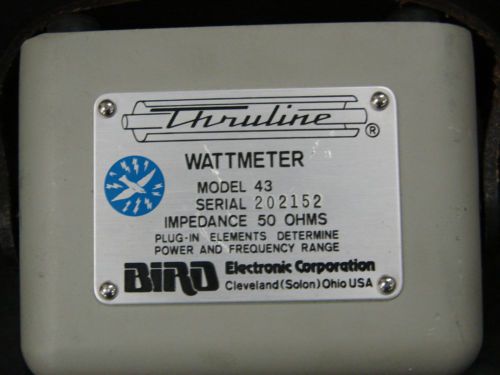 Thruline ®
WATTMETER
MODEL 43
SERIAL 202152
IMPEDANCE 50 OHMS
PLUG-IN ELEMENTS DETERMINE
POWER AND FREQUENCY RANGE
BIRD Electronic Corporation
Cleveland (Solon) Ohio USA